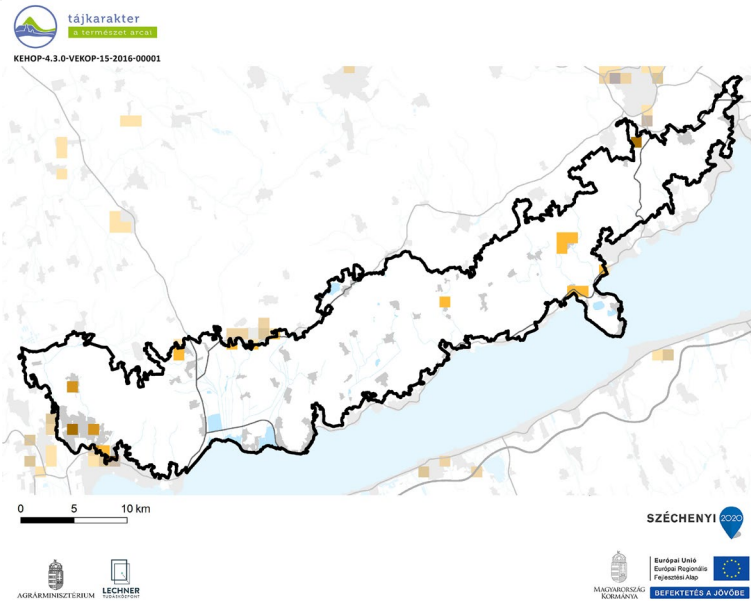 tájkarakter
a természet arcai
KEHOP-4.3.0-VEKOP-15-2016-00001
0 5 10 km
SZÉCHENYI 2020
AGRÁRMINISZTÉRIUM
LECHNER
TUDÁSKÖZPONT
MAGYARORSZÁG
KORMÁNYA
Európai Unió
Európai Regionális
Fejlesztési Alap
BEFEKTETÉS A JÖVŐBE